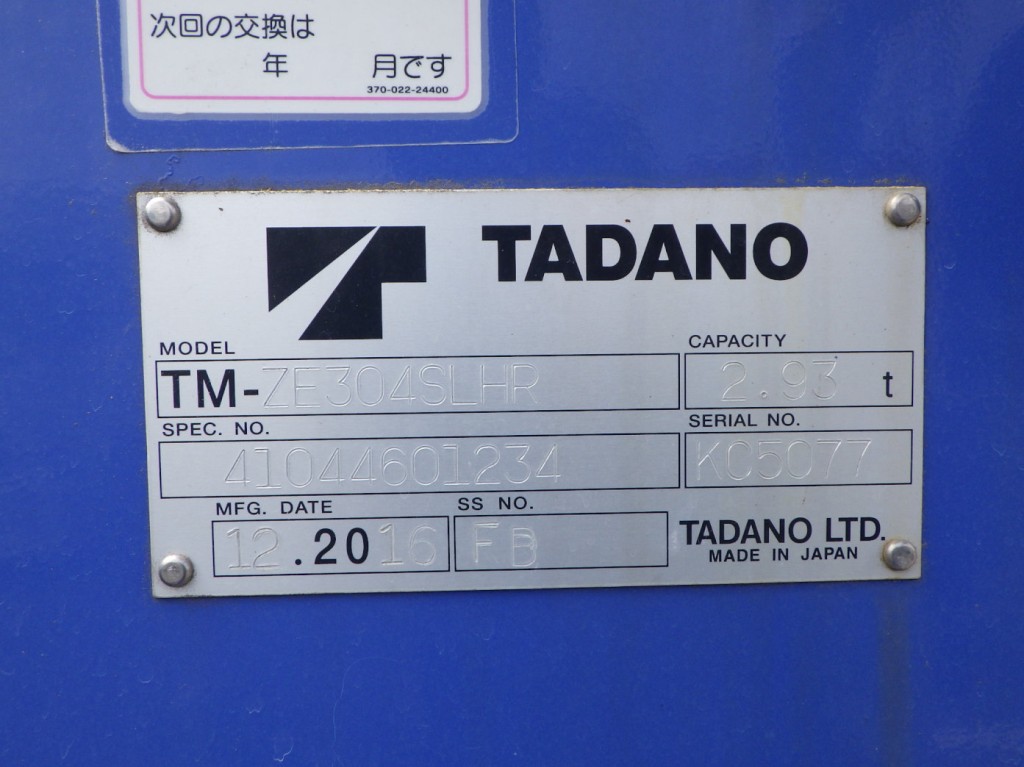 次回の交換は
年 月です
370-022-24400
TADANO
MODEL
CAPACITY
TM-ZE304SLHR
2.93 t
SPEC. NO.
SERIAL NO.
41044601234
KC5077
MFG. DATE
SS NO.
12.2016
FB
TADANO LTD.
MADE IN JAPAN